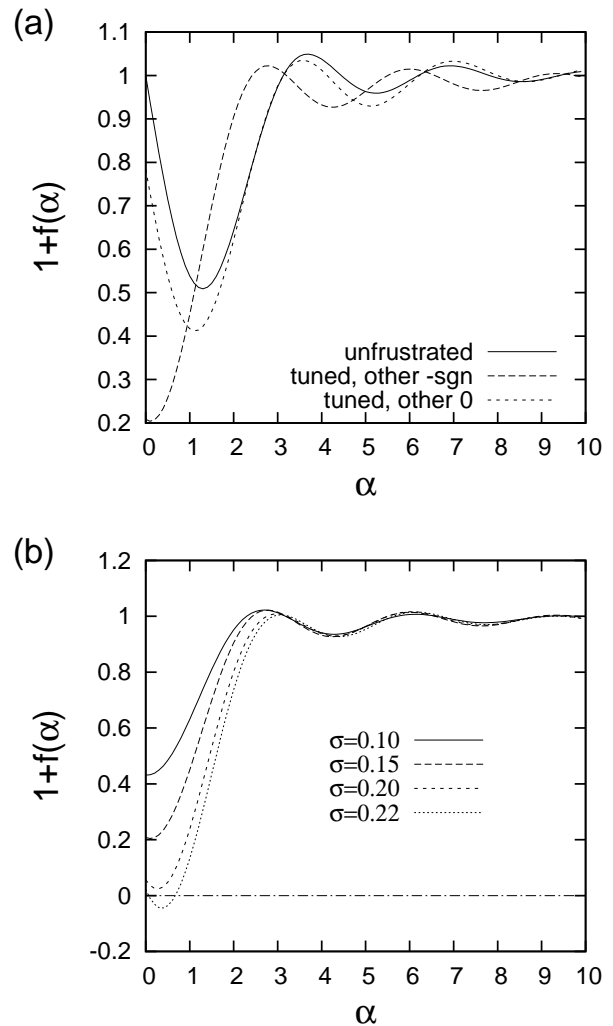 (a)
1.1
1
0.9
0.8
0.7
0.6
0.5
0.4
0.3
0.2
1+f(α)
unfrustrated
tuned, other -sgn
tuned, other 0
0 1 2 3 4 5 6 7 8 9 10
α
(b)
1.2
1
0.8
0.6
0.4
0.2
0
-0.2
1+f(α)
σ=0.10
σ=0.15
σ=0.20
σ=0.22
0 1 2 3 4 5 6 7 8 9 10
α